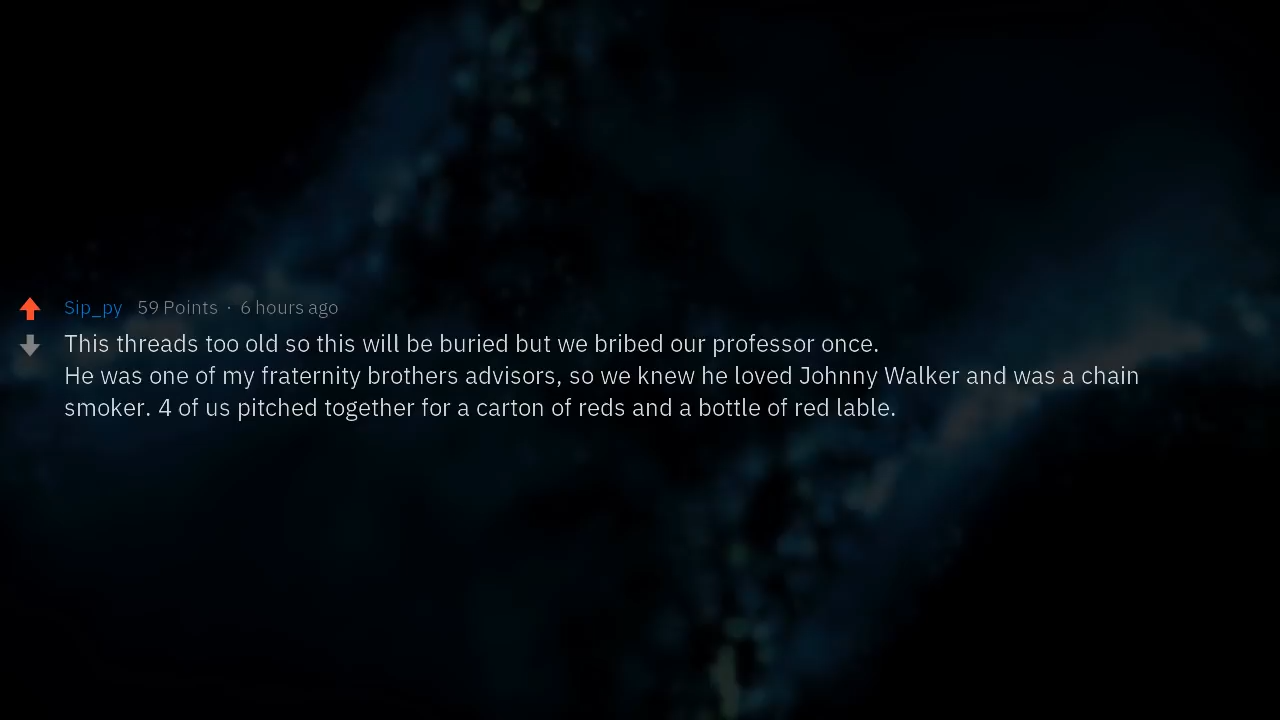 Sip_py 59 Points · 6 hours ago
This threads too old so this will be buried but we bribed our professor once.
He was one of my fraternity brothers advisors, so we knew he loved Johnny Walker and was a chain
smoker. 4 of us pitched together for a carton of reds and a bottle of red lable.